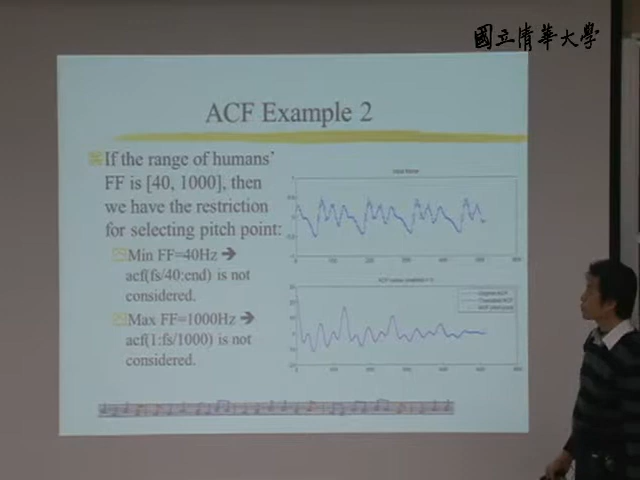 國立清華大學
ACF Example 2
If the range of humans'
FF is [40, 1000], then
we have the restriction
for selecting pitch point:
Min FF=40Hz ➔
acf(fs/40:end) is not
considered.
Max FF=1000Hz ➔
acf(1:fs/1000) is not
considered.